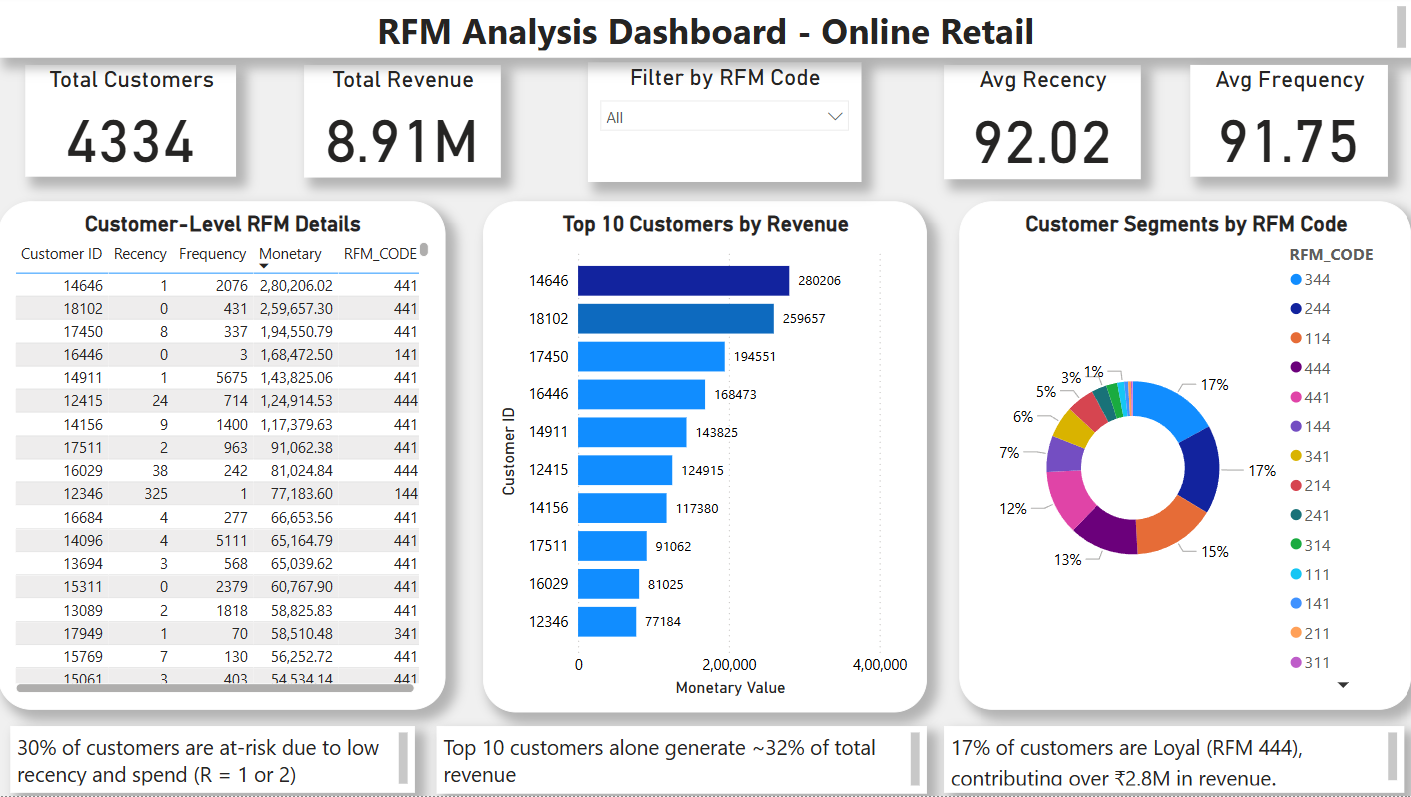 RFM Analysis Dashboard - Online Retail
Total Customers
4334
Total Revenue
8.91M
Filter by RFM Code
All
Avg Recency
92.02
Avg Frequency
91.75
Customer-Level RFM Details
Customer ID Recency Frequency Monetary RFM_CODE
14646 1 2076 2,80,206.02 441
18102 0 431 2,59,657.30 441
17450 8 337 1,94,550.79 441
16446 0 3 1,68,472.50 141
14911 1 5675 1,43,825.06 441
12415 24 714 1,24,914.53 444
14156 9 1400 1,17,379.63 441
17511 2 963 91,062.38 441
16029 38 242 81,024.84 444
12346 325 1 77,183.60 144
16684 4 277 66,653.56 441
14096 4 5111 65,164.79 441
13694 3 568 65,039.62 441
15311 0 2379 60,767.90 441
13089 2 1818 58,825.83 441
17949 1 70 58,510.48 341
15769 7 130 56,252.72 441
15061 3 403 54,534.14 441
Top 10 Customers by Revenue
Customer ID
14646 280206
18102 259657
17450 194551
16446 168473
14911 143825
12415 124915
14156 117380
17511 91062
16029 81025
12346 77184
0 2,00,000 4,00,000
Monetary Value
Customer Segments by RFM Code
17%
17%
15%
13%
12%
7%
6%
5%
3%
1%
RFM_CODE
344
244
114
444
441
144
341
214
241
314
111
141
211
311
30% of customers are at-risk due to low
recency and spend (R = 1 or 2)
Top 10 customers alone generate ~32% of total
revenue
17% of customers are Loyal (RFM 444),
contributing over ₹2.8M in revenue.